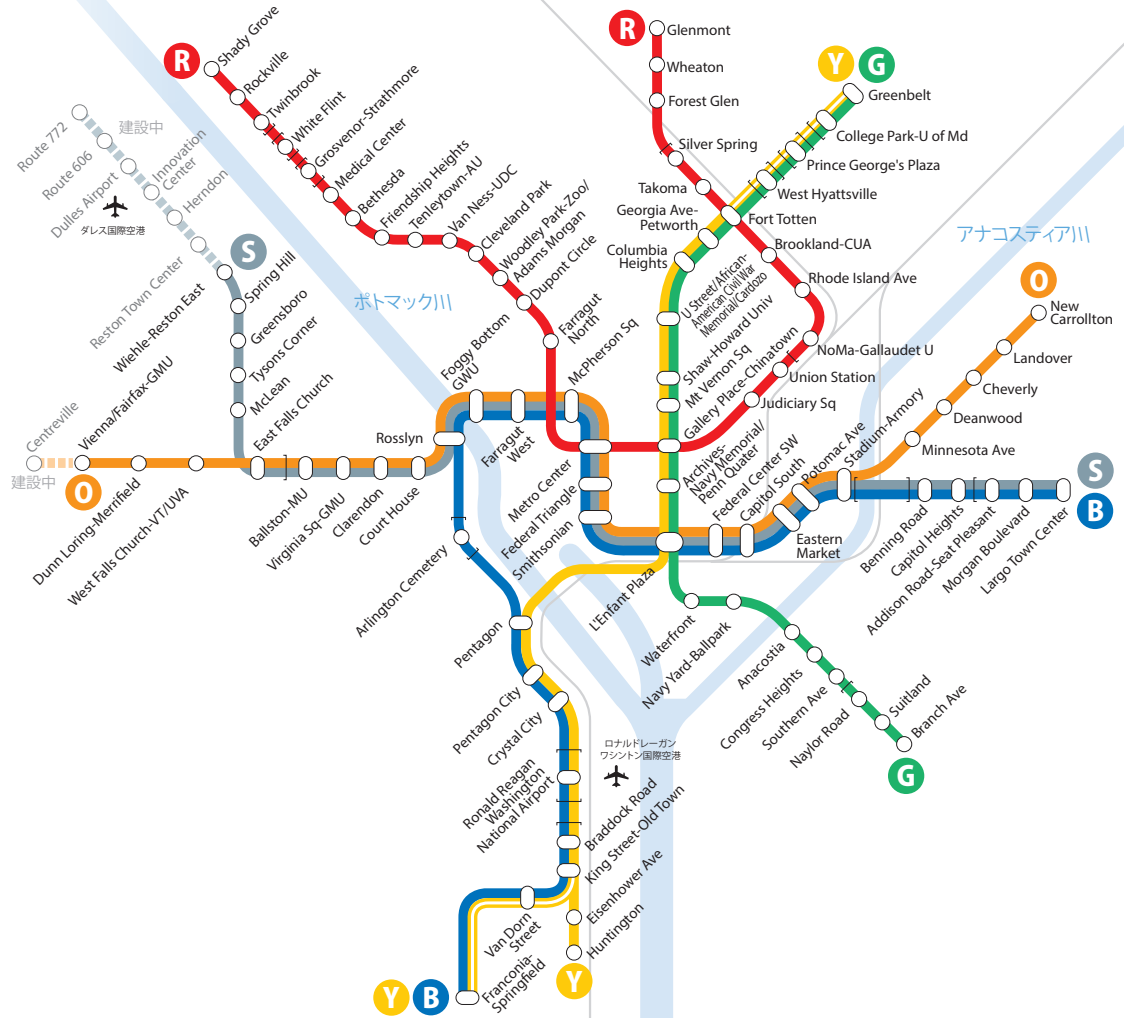 R
Shady Grove
Rockville
Twinbrook
White Flint
Grosvenor-Strathmore
Medical Center
Bethesda
Friendship Heights
Tenleytown-AU
Van Ness-UDC
Cleveland Park
Woodley Park-Zoo/
Adams Morgan
Dupont Circle
Farragut
North
R
Glenmont
Wheaton
Forest Glen
Silver Spring
Takoma
Fort Totten
Brookland-CUA
Rhode Island Ave
NoMa-Gallaudet U
Union Station
Judiciary Sq
Gallery Place-Chinatown
Y
G
Greenbelt
College Park-U of Md
Prince George's Plaza
West Hyattsville
Georgia Ave-
Petworth
Columbia
Heights
U Street/African-
American Civil War
Memorial/Cardozo
Shaw-Howard Univ
Mt Vernon Sq
Archives-
Navy Memorial/
Penn Quater
建設中
Route 772
Route 606
Dulles Airport
ダレス国際空港
Innovation
Center
Herndon
Reston Town Center
Wiehle-Reston East
S
Spring Hill
Greensboro
Tysons Corner
McLean
East Falls Church
ポトマック川
アナコスティア川
Centreville
建設中
O
Vienna/Fairfax-GMU
Dunn Loring-Merrifield
West Falls Church-VT/UVA
Ballston-MU
Virginia Sq-GMU
Clarendon
Court House
Rosslyn
Foggy Bottom
GWU
Farragut
West
McPherson Sq
Metro Center
Federal Triangle
Smithsonian
L'Enfant Plaza
Federal Center SW
Capitol South
Eastern
Market
Potomac Ave
Stadium-Armory
O
New
Carrollton
Landover
Cheverly
Deanwood
Minnesota Ave
S
B
Benning Road
Capitol Heights
Addison Road-Seat Pleasant
Morgan Boulevard
Largo Town Center
Arlington Cemetery
Pentagon
Pentagon City
Crystal City
Ronald Reagan
Washington
National Airport
ロナルドレーガン
ワシントン国際空港
Braddock Road
King Street-Old Town
Eisenhower Ave
Huntington
Y
Van Dorn
Street
Franconia-
Springfield
Y
B
Waterfront
Navy Yard-Ballpark
Anacostia
Congress Heights
Southern Ave
Naylor Road
Suitland
Branch Ave
G